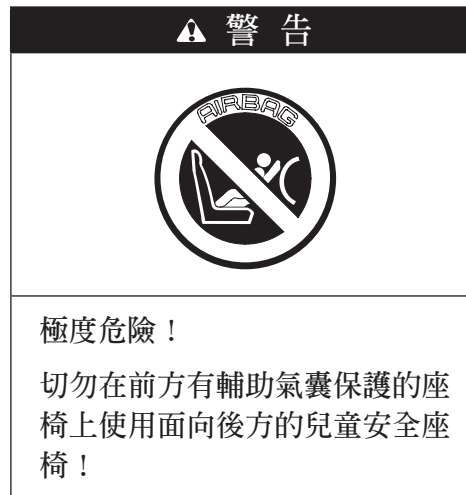 警告
AIRBAG
極度危險！
切勿在前方有輔助氣囊保護的座
椅上使用面向後方的兒童安全座
椅！